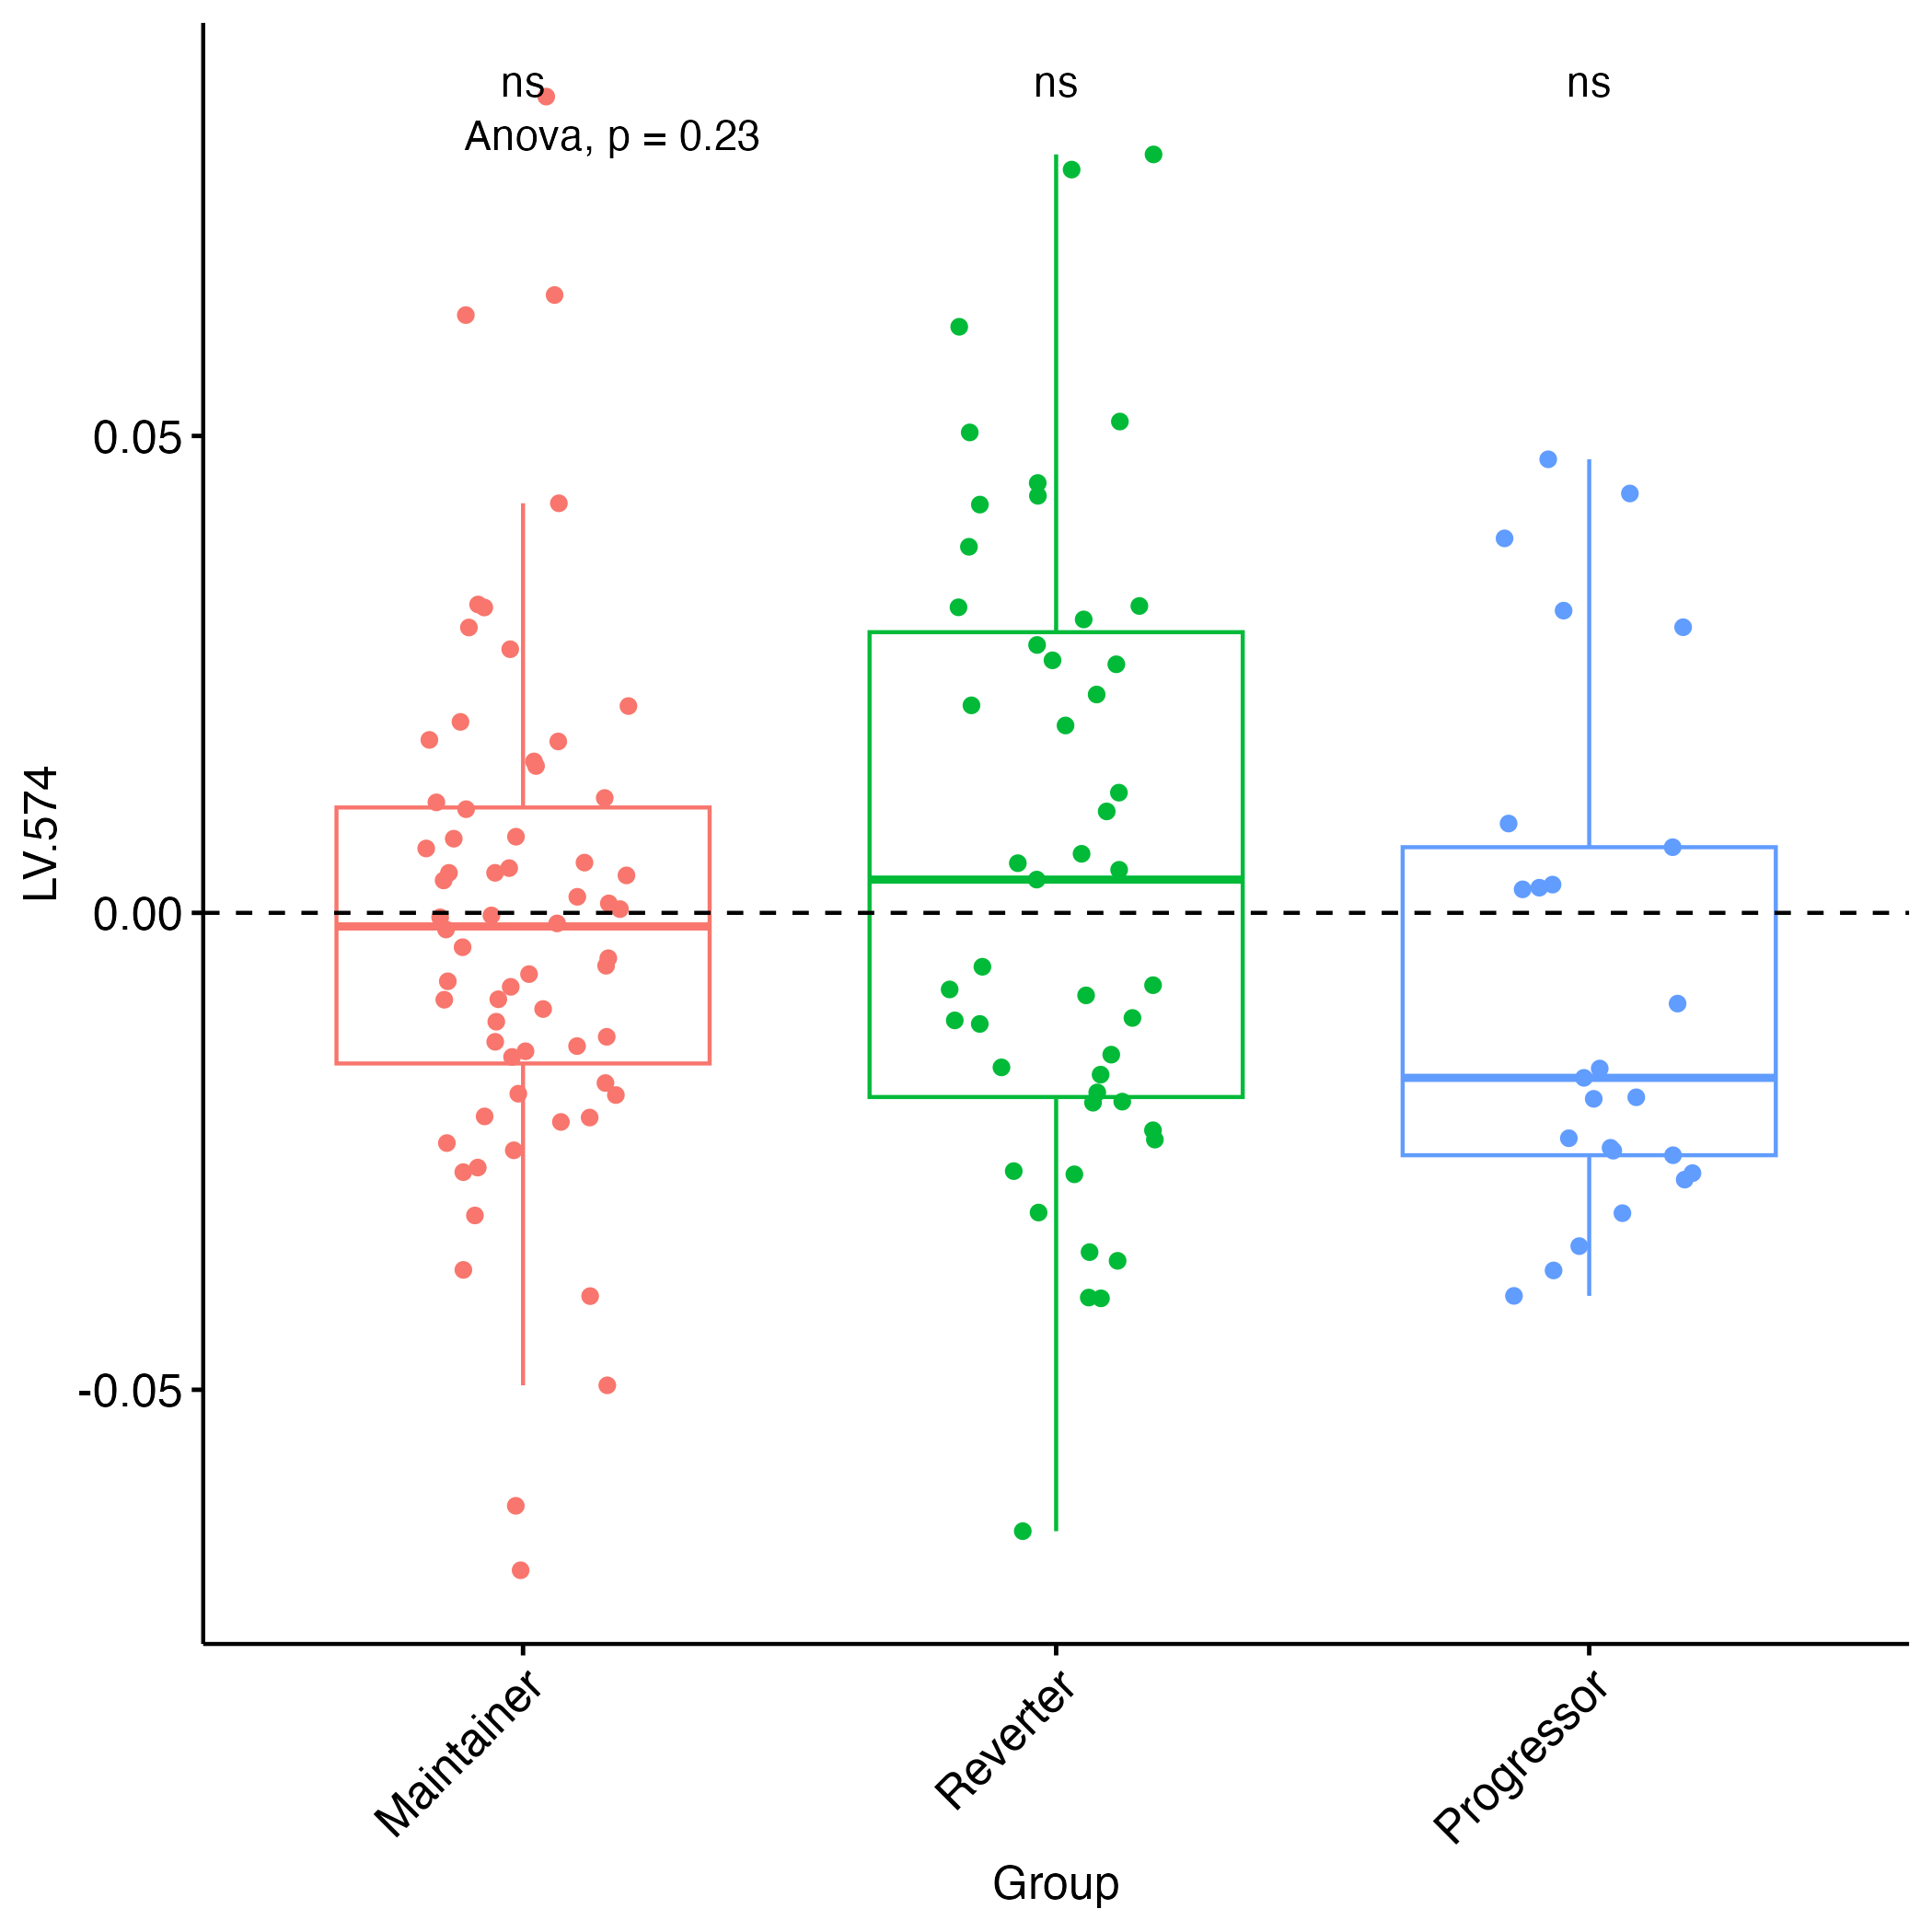 ns ns ns
Anova, p = 0.23
LV.574
0.05
0.00
-0.05
Maintainer
Reverter
Progressor
Group